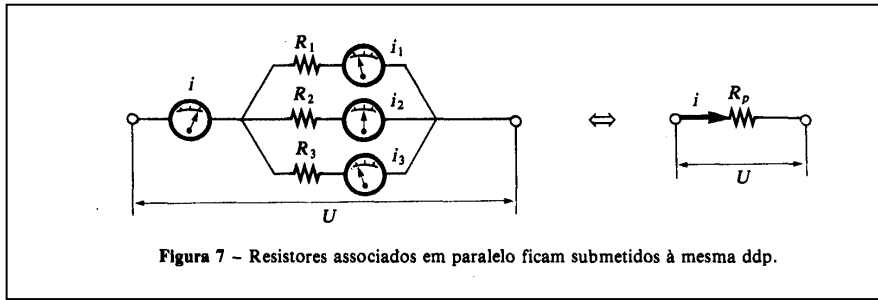 R1 i1
i R2 i2
R3 i3
U
⇔
i Rp
U
Figura 7 – Resistores associados em paralelo ficam submetidos à mesma ddp.